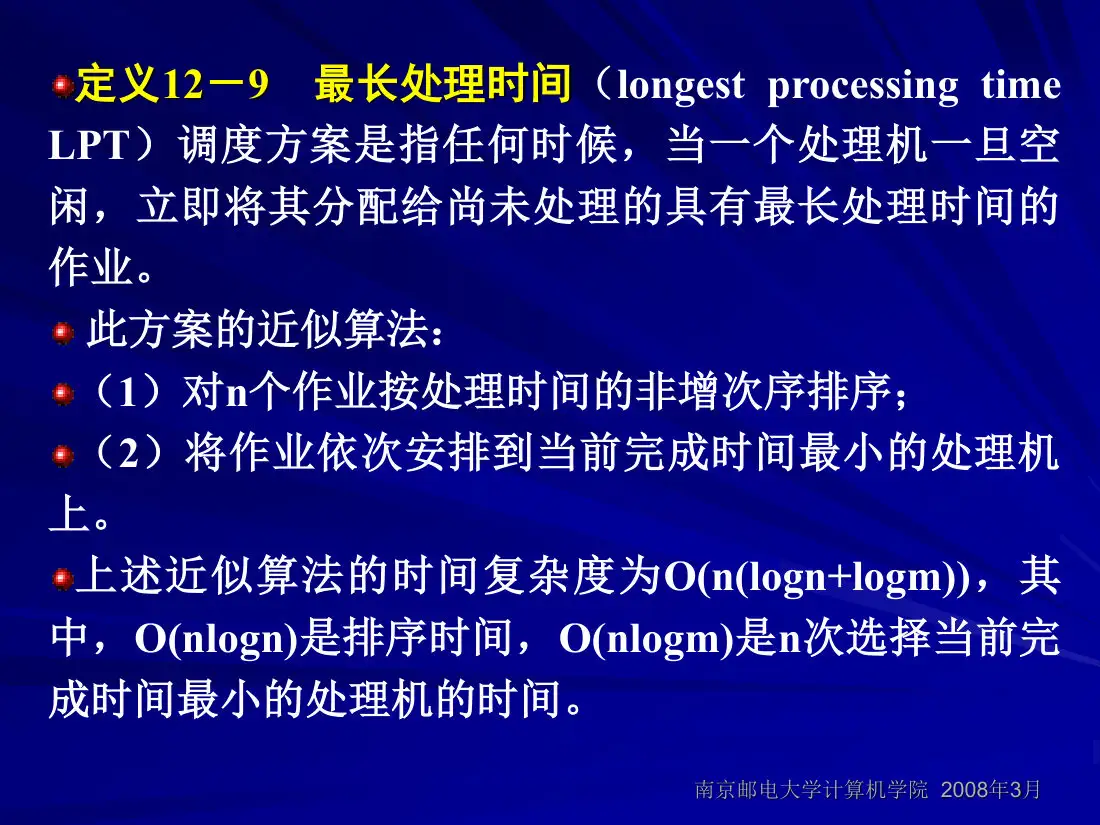 定义12－9 最长处理时间（longest processing time
LPT）调度方案是指任何时候，当一个处理机一旦空
闲，立即将其分配给尚未处理的具有最长处理时间的
作业。
此方案的近似算法：
（1）对n个作业按处理时间的非增次序排序；
（2）将作业依次安排到当前完成时间最小的处理机
上。
上述近似算法的时间复杂度为O(n(logn+logm))，其
中，O(nlogn)是排序时间，O(nlogm)是n次选择当前完
成时间最小的处理机的时间。
南京邮电大学计算机学院 2008年3月